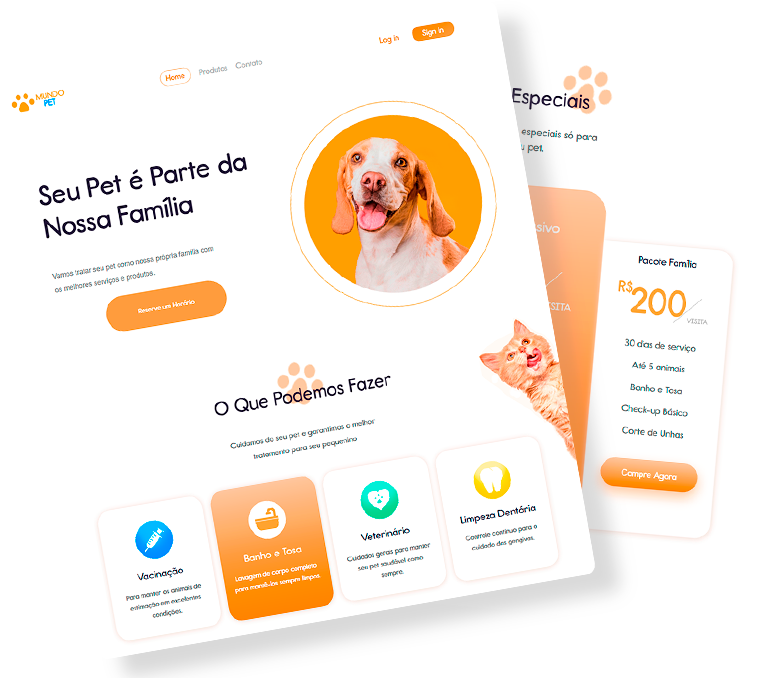 MUNDO
PET
Home
Produtos
Contato
Log in
Sign in
Seu Pet é Parte da
Nossa Família
Vamos tratar seu pet como nossa própria família com
os melhores serviços e produtos.
Reserve um Horário
O Que Podemos Fazer
Cuidamos do seu pet e garantimos o melhor
tratamento para seu pequenino
Vacinação
Para manter os animais de
estimação em excelentes
condições.
Banho e Tosa
Lavagem de corpo completo
para mantê-los sempre limpos.
Veterinário
Cuidados gerais para manter
seu pet saudável como
sempre.
Limpeza Dentária
Controle contínuo para o
cuidado das gengivas.
Especiais
especiais só para
u pet.
sivo
ISITA
Pacote Família
R$200
VISITA
30 dias de serviço
Até 5 animais
Banho e Tosa
Check-up Básico
Corte de Unhas
Compre Agora